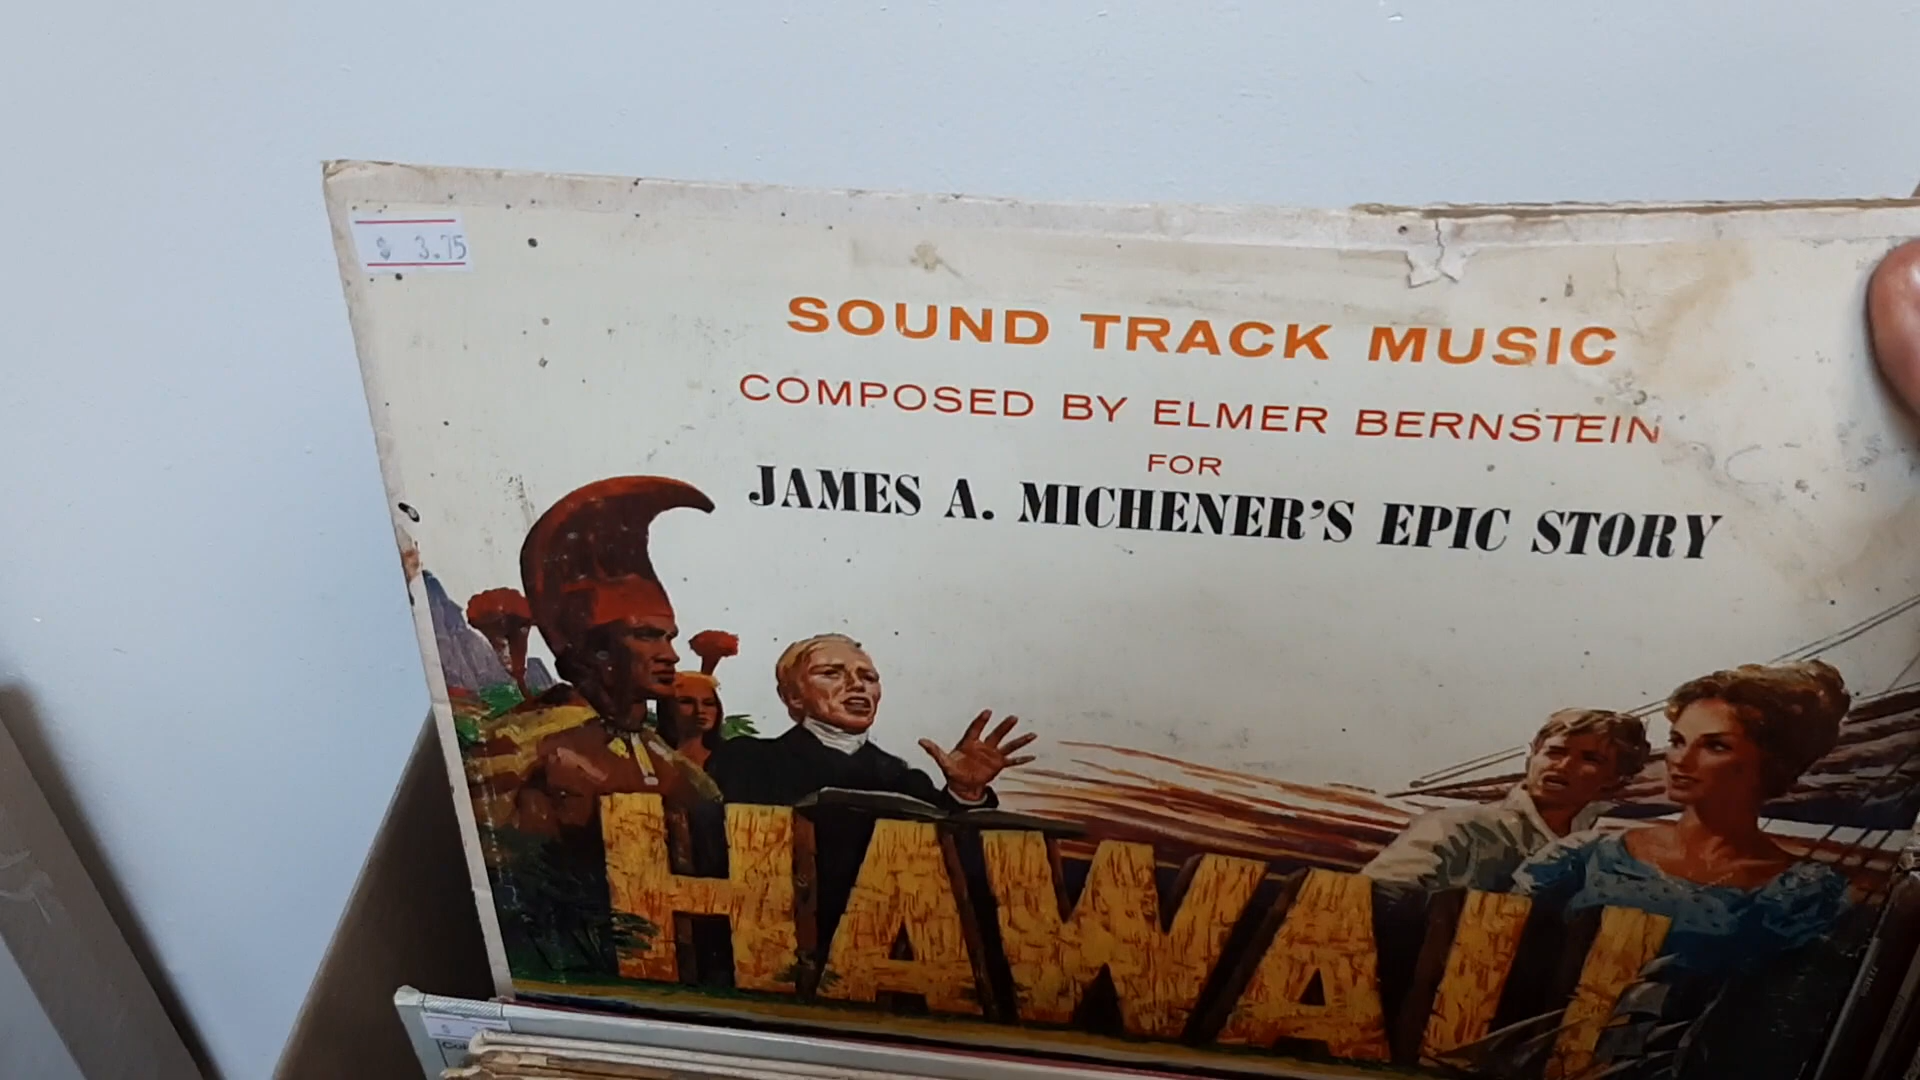 $ 3.75
SOUND TRACK MUSIC
COMPOSED BY ELMER BERNSTEIN
FOR
JAMES A. MICHENER'S EPIC STORY
HAWAII